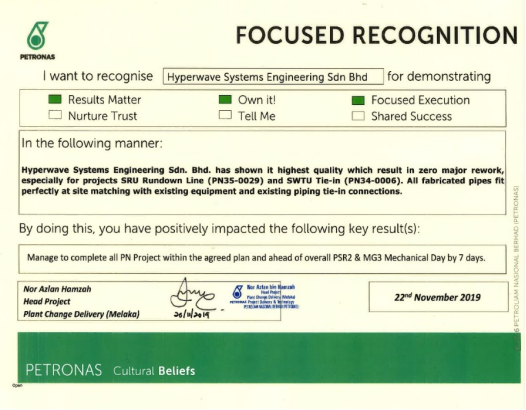 PETRONAS
FOCUSED RECOGNITION
I want to recognise Hyperwave Systems Engineering Sdn Bhd for demonstrating
Results Matter Own it! Focused Execution
Nurture Trust Tell Me Shared Success
In the following manner:
Hyperwave Systems Engineering Sdn. Bhd. has shown it highest quality which result in zero major rework,
especially for projects SRU Rundown Line (PN35-0029) and SWTU Tie-in (PN34-0006). All fabricated pipes fit
perfectly at site matching with existing equipment and existing piping tie-in connections.
By doing this, you have positively impacted the following key result(s):
Manage to complete all PN Project within the agreed plan and ahead of overall PSR2 & MG3 Mechanical Day by 7 days.
Nor Azlan Hamzah
Head Project
Plant Change Delivery (Melaka)
20/11/2019
Nor Azlan bin Hamzah
Head Project
Plant Change Delivery (Melaka)
Project Delivery & Technology
PETRONAS
22nd November 2019
PETROLIAM NASIONAL BERHAD (PETRONAS)
PETRONAS Cultural Beliefs
Open